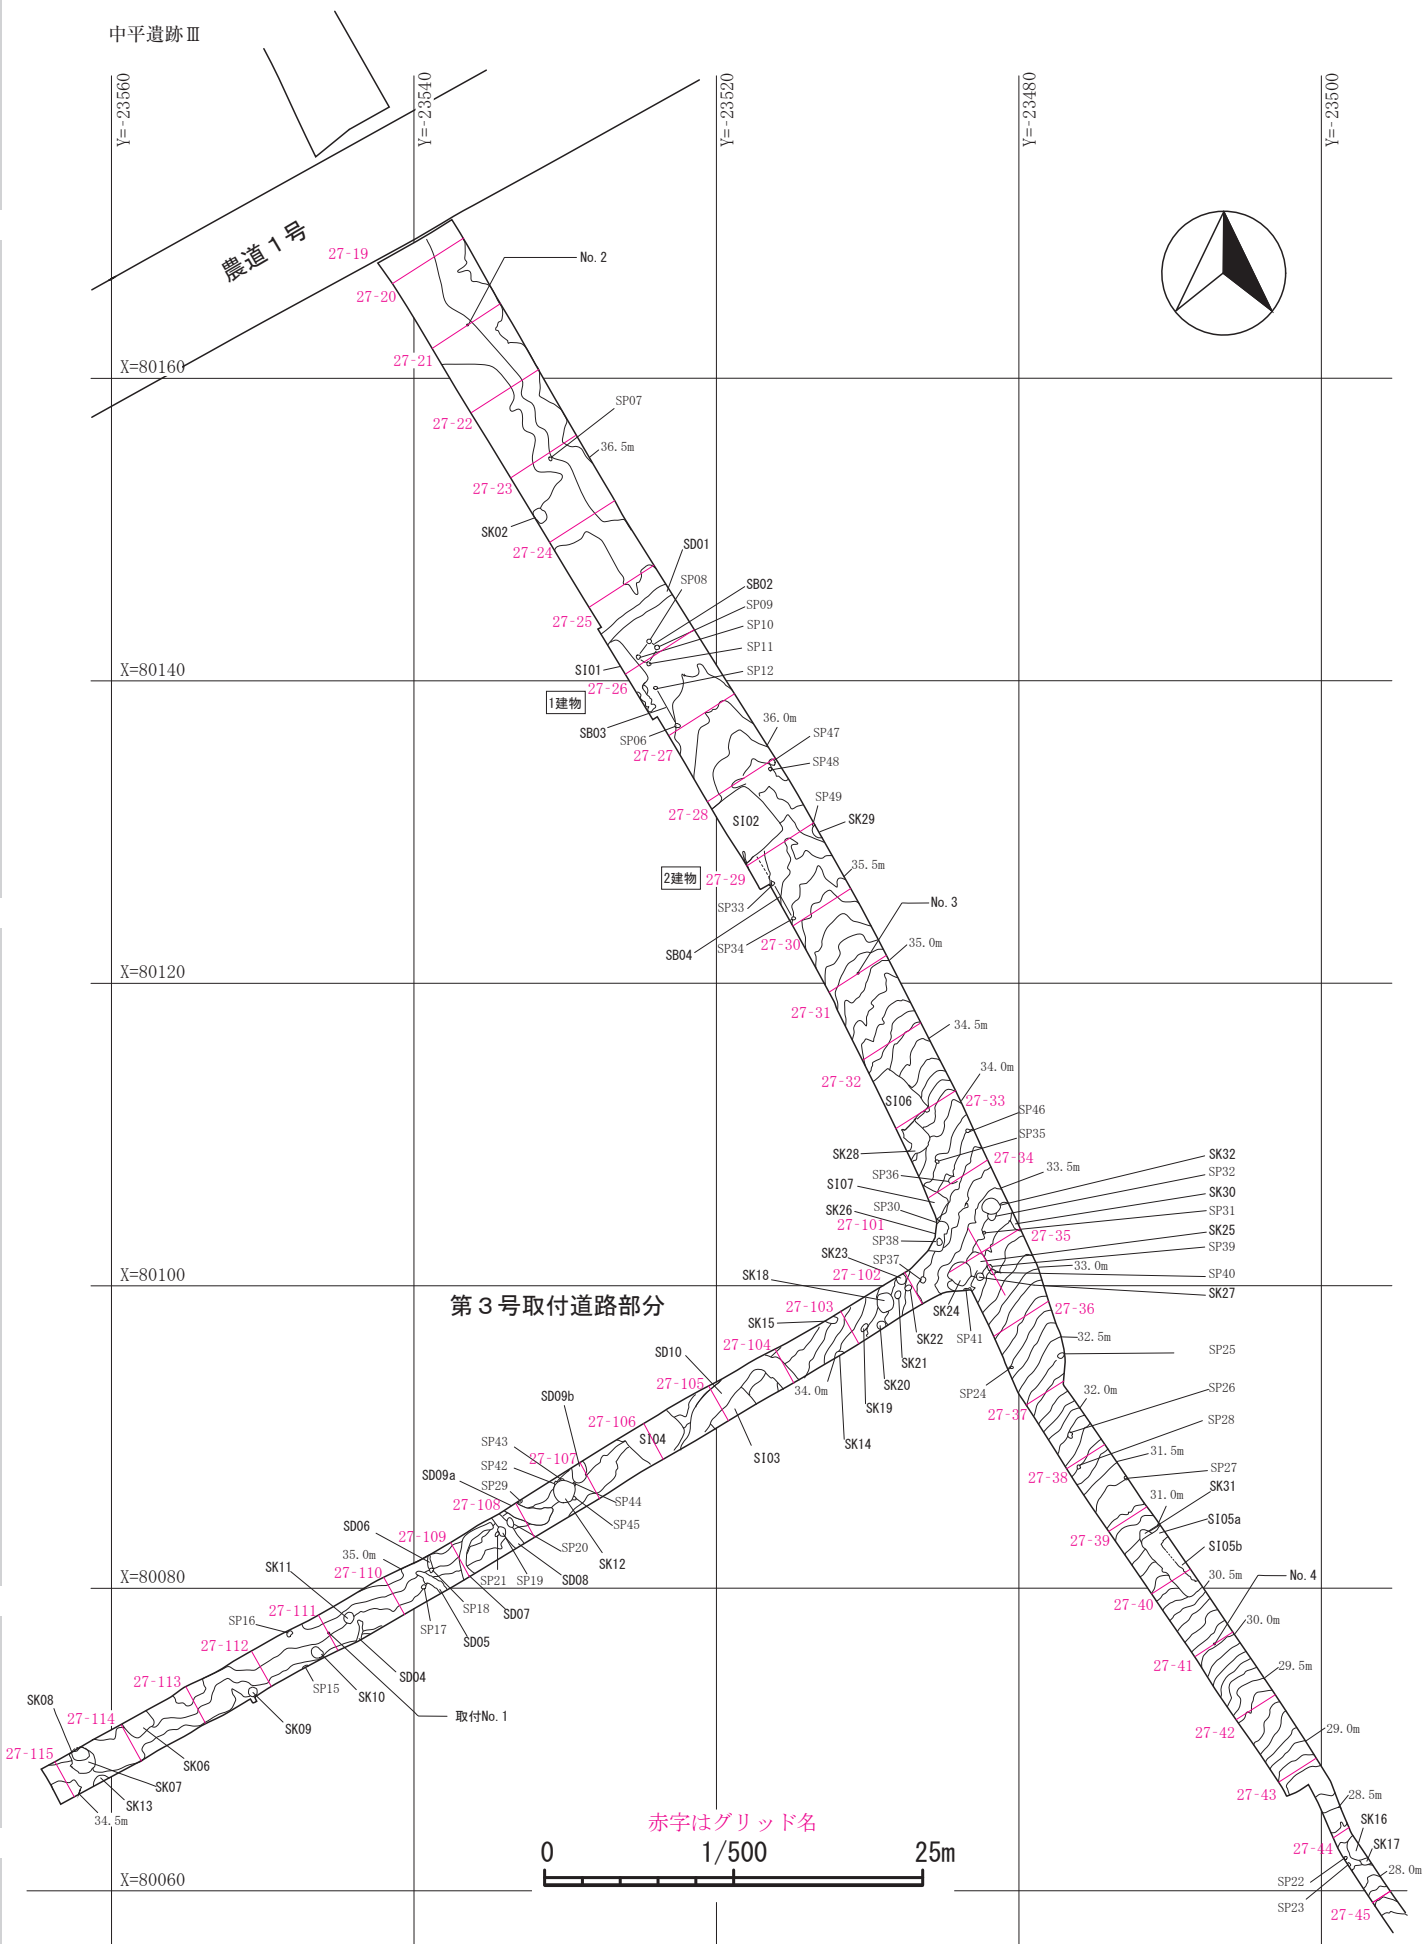 中平遺跡Ⅲ
Y=-23560
Y=-23540
Y=-23520
Y=-23480
Y=-23500
農道1号
27-19
No.2
27-20
27-21
X=80160
SP07
27-22
36.5m
27-23
SK02
27-24
SD01
SP08
SB02
SP09
27-25
SP10
SP11
SI01
X=80140
SP12
27-26
1建物
SB03
SP06
36.0m
27-27
SP47
SP48
SP49
27-28
SI02
SK29
35.5m
2建物
27-29
No.3
SP33
27-30
SP34
35.0m
SB04
X=80120
27-31
34.5m
34.0m
27-32
SI06
27-33
SP46
SP35
SK28
27-34
SK32
33.5m
SP36
SP32
SI07
SK30
SP30
SK26
SP31
27-101
SK25
27-35
SP38
SP39
SK23
SP37
33.0m
X=80100
SK18
27-102
SP40
SK27
第3号取付道路部分
27-103
SK24
27-36
SK15
SK22
SP41
32.5m
27-104
SP25
SD10
SK21
27-105
34.0m
SK20
SP24
32.0m
SP26
SD09b
SK19
27-37
27-106
SP28
SP43
SI04
SK14
31.5m
27-107
SI03
SP42
SP27
SD09a
27-38
SP29
SP44
31.0m
SK31
27-108
SI05a
SP45
SD06
27-109
SP20
27-39
SI05b
35.0m
SK12
SK11
X=80080
27-110
SP21
SP19
SD08
No.4
30.5m
SP18
27-40
SP16
27-111
SP17
SD07
30.0m
27-112
SD05
SD04
27-41
29.5m
27-113
SP15
SK10
SK08
27-114
取付No.1
27-42
SK09
29.0m
27-115
SK06
SK07
27-43
SK13
28.5m
34.5m
赤字はグリッド名
SK16
0
1/500
25m
27-44
SK17
28.0m
X=80060
SP22
SP23
27-45